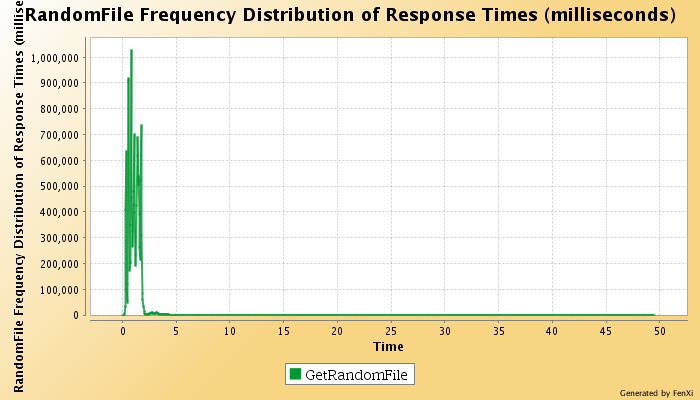 RandomFile Frequency Distribution of Response Times (milliseconds)
RandomFile Frequency Distribution of Response Times (millise
1,000,000
900,000
800,000
700,000
600,000
500,000
400,000
300,000
200,000
100,000
0
0 5 10 15 20 25 30 35 40 45 50
Time
GetRandomFile
Generated by FenXi